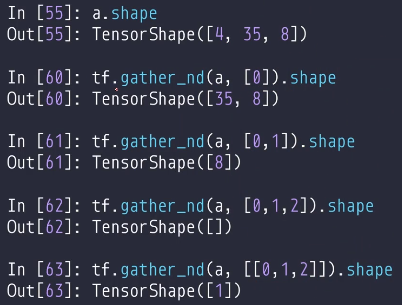 In [55]: a.shape
Out[55]: TensorShape([4, 35, 8])
In [60]: tf.gather_nd(a, [0]).shape
Out[60]: TensorShape([35, 8])
In [61]: tf.gather_nd(a, [0,1]).shape
Out[61]: TensorShape([8])
In [62]: tf.gather_nd(a, [0,1,2]).shape
Out[62]: TensorShape([])
In [63]: tf.gather_nd(a, [[0,1,2]]).shape
Out[63]: TensorShape([1])